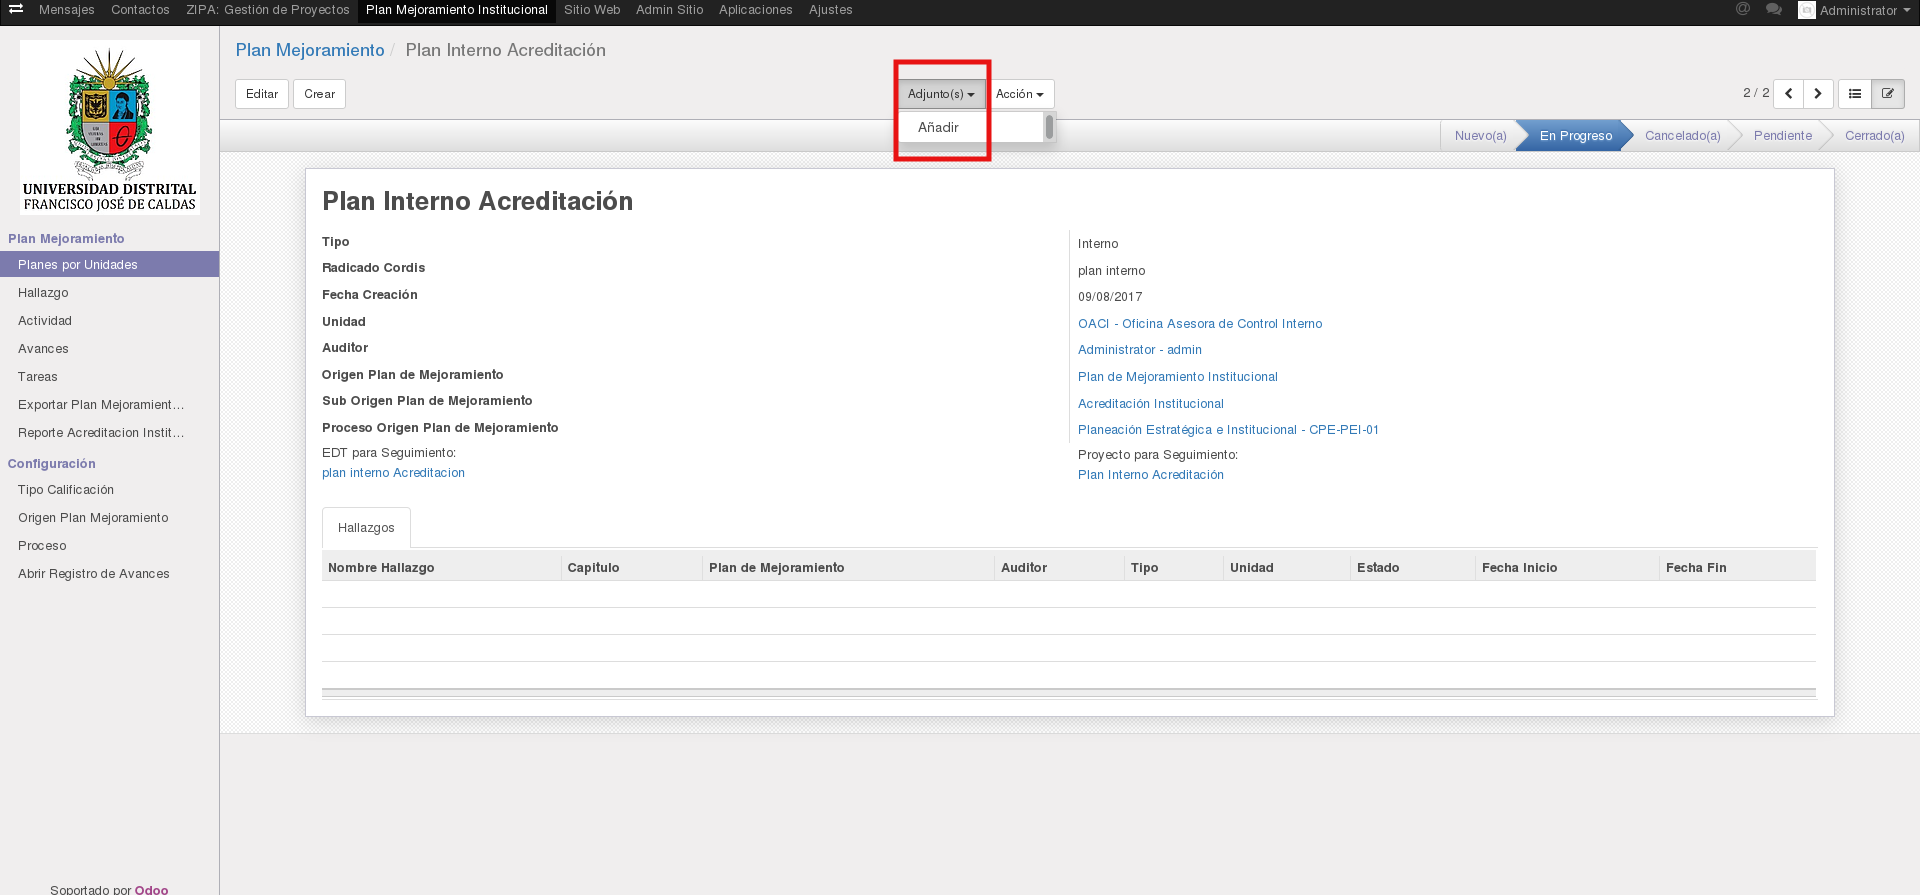 Mensajes Contactos ZIPA: Gestión de Proyectos Plan Mejoramiento Institucional Sitio Web Admin Sitio Aplicaciones Ajustes @ Administrator
Plan Mejoramiento / Plan Interno Acreditación
Editar Crear Adjunto(s) Acción 2 / 2
Añadir
Nuevo(a) En Progreso Cancelado(a) Pendiente Cerrado(a)
UNIVERSIDAD DISTRITAL
FRANCISCO JOSÉ DE CALDAS
Plan Mejoramiento
Planes por Unidades
Hallazgo
Actividad
Avances
Tareas
Exportar Plan Mejoramient...
Reporte Acreditacion Instit...
Configuración
Tipo Calificación
Origen Plan Mejoramiento
Proceso
Abrir Registro de Avances
Soportado por Odoo
Plan Interno Acreditación
Tipo Interno
Radicado Cordis plan interno
Fecha Creación 09/08/2017
Unidad OACI - Oficina Asesora de Control Interno
Auditor Administrator - admin
Origen Plan de Mejoramiento Plan de Mejoramiento Institucional
Sub Origen Plan de Mejoramiento Acreditación Institucional
Proceso Origen Plan de Mejoramiento Planeación Estratégica e Institucional - CPE-PEI-01
EDT para Seguimiento: Proyecto para Seguimiento:
plan interno Acreditacion Plan Interno Acreditación
Hallazgos
Nombre Hallazgo Capitulo Plan de Mejoramiento Auditor Tipo Unidad Estado Fecha Inicio Fecha Fin